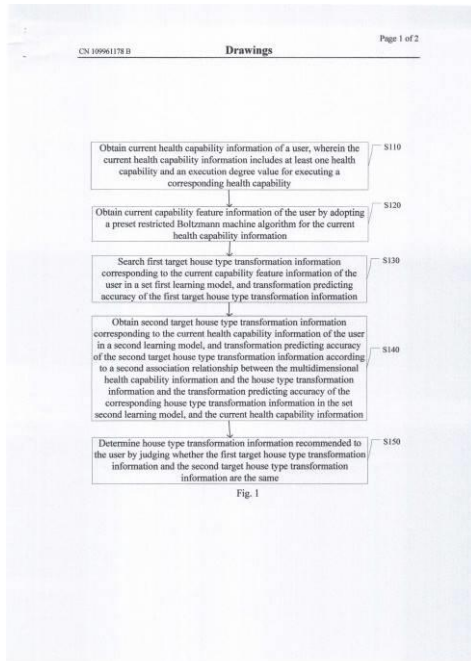 Page 1 of 2
CN 109961178 B
Drawings
Obtain current health capability information of a user, wherein the
current health capability information includes at least one health
capability and an execution degree value for executing a
corresponding health capability
S110
Obtain current capability feature information of the user by adopting
a preset restricted Boltzmann machine algorithm for the current
health capability information
S120
Search first target house type transformation information
corresponding to the current capability feature information of the
user in a set first learning model, and transformation predicting
accuracy of the first target house type transformation information
S130
Obtain second target house type transformation information
corresponding to the current health capability information of the user
in a second learning model, and transformation predicting accuracy
of the second target house type transformation information according
to a second association relationship between the multidimensional
health capability information and the house type transformation
information and the transformation predicting accuracy of the
corresponding house type transformation information in the set
second learning model, and the current health capability information
S140
Determine house type transformation information recommended to
the user by judging whether the first target house type transformation
information and the second target house type transformation
information are the same
S150
Fig. 1